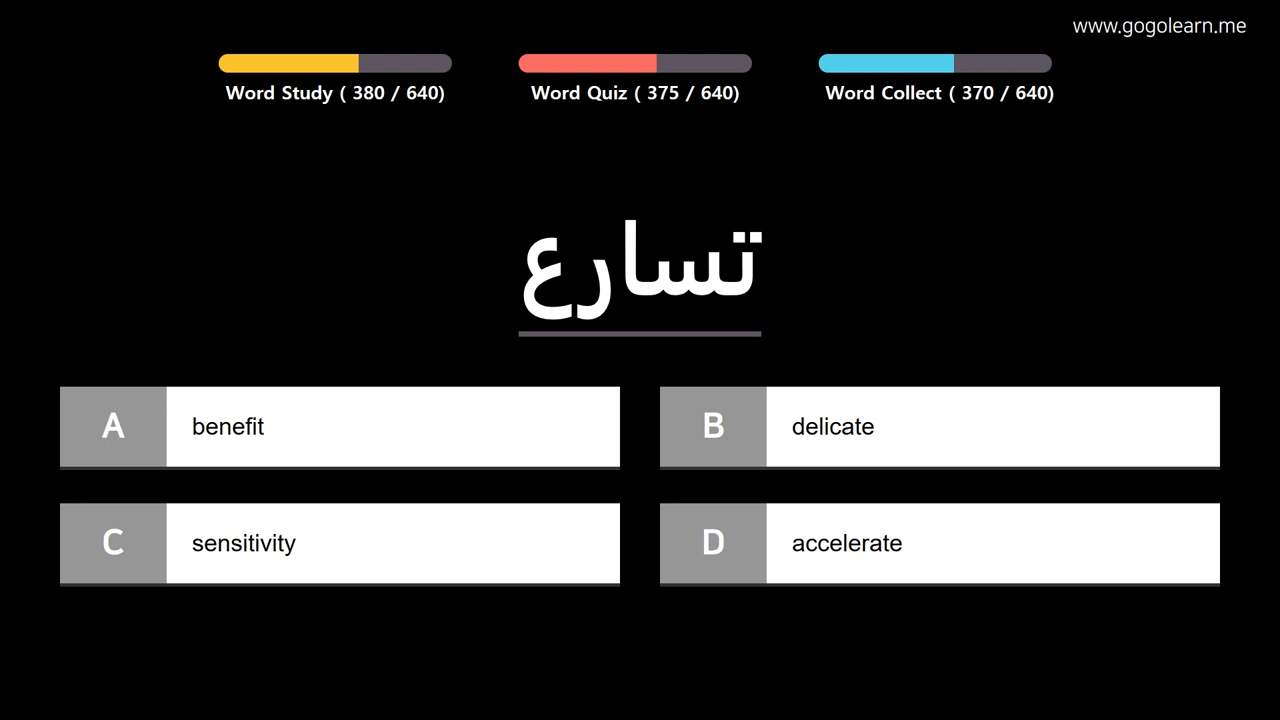 www.gogolearn.me
Word Study ( 380 / 640)
Word Quiz ( 375 / 640)
Word Collect ( 370 / 640)
تسارع
A benefit
B delicate
C sensitivity
D accelerate